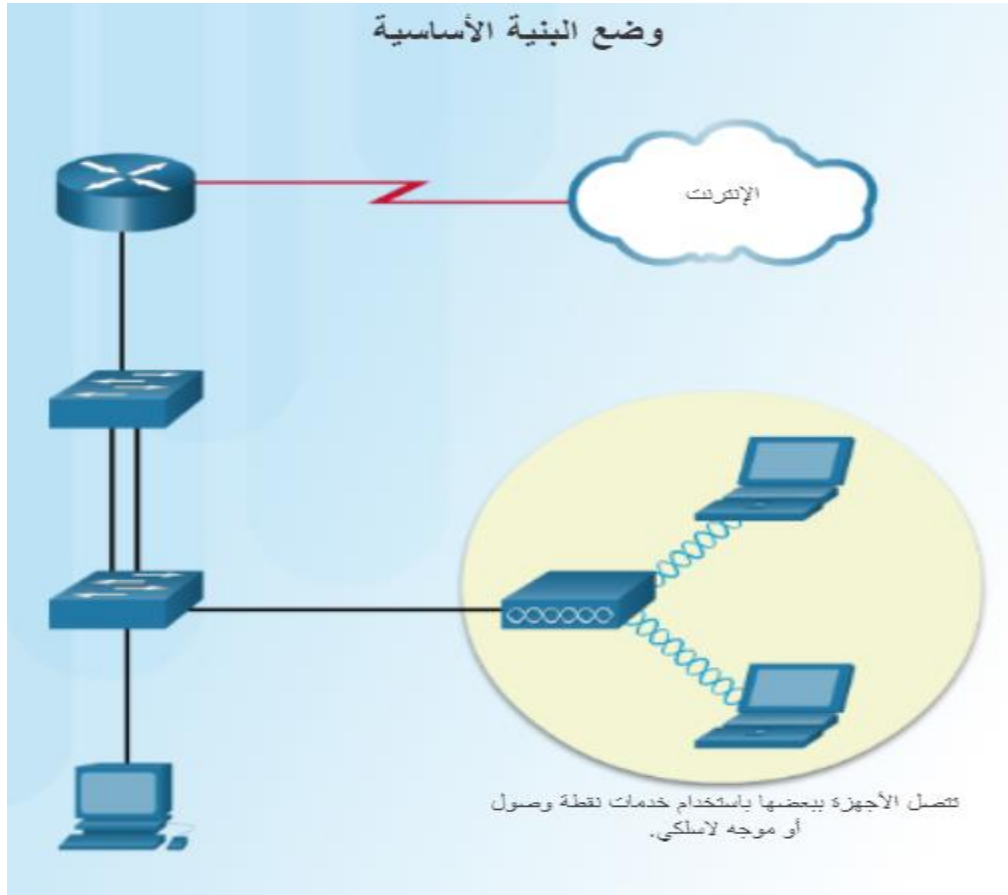 وضع البنية الأساسية
الإنترنت
تتصل الأجهزة ببعضها باستخدام خدمات نقطة وصول
أو موجه لاسلكي.